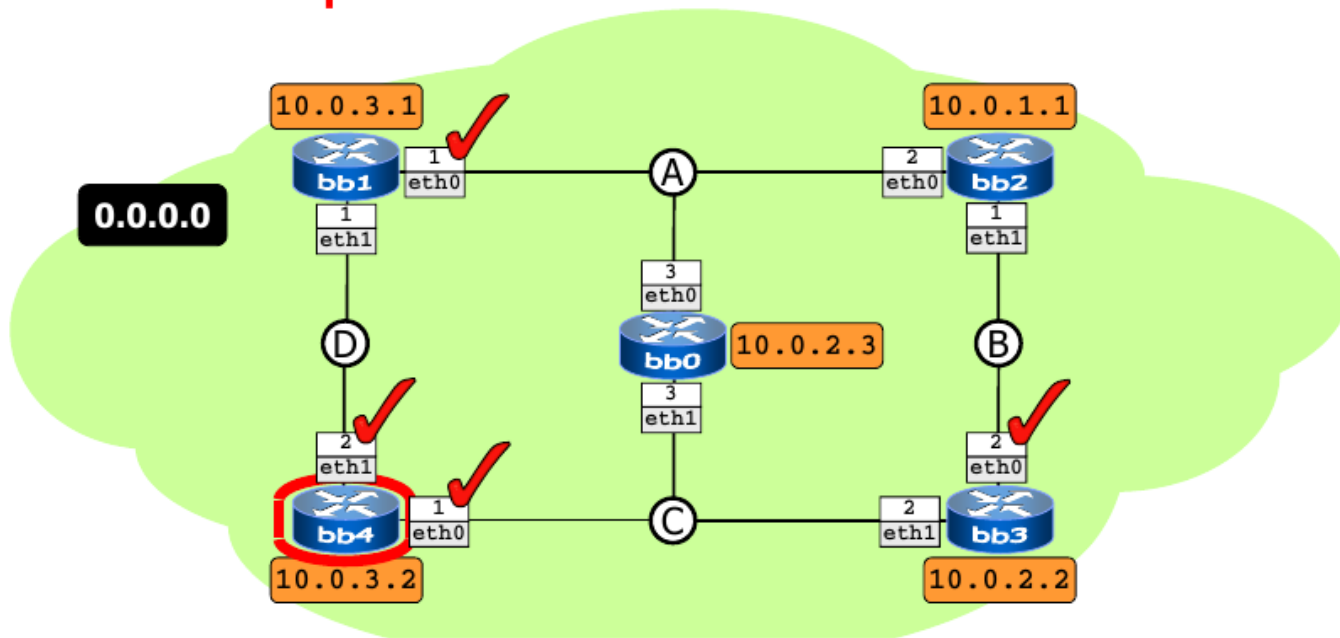 10.0.3.1
10.0.1.1
bb1
1
eth0
A
2
eth0
bb2
0.0.0.0
1
eth1
1
eth1
3
eth0
D
bb0
10.0.2.3
B
3
eth1
2
eth1
2
eth0
bb4
1
eth0
C
2
eth1
bb3
10.0.3.2
10.0.2.2